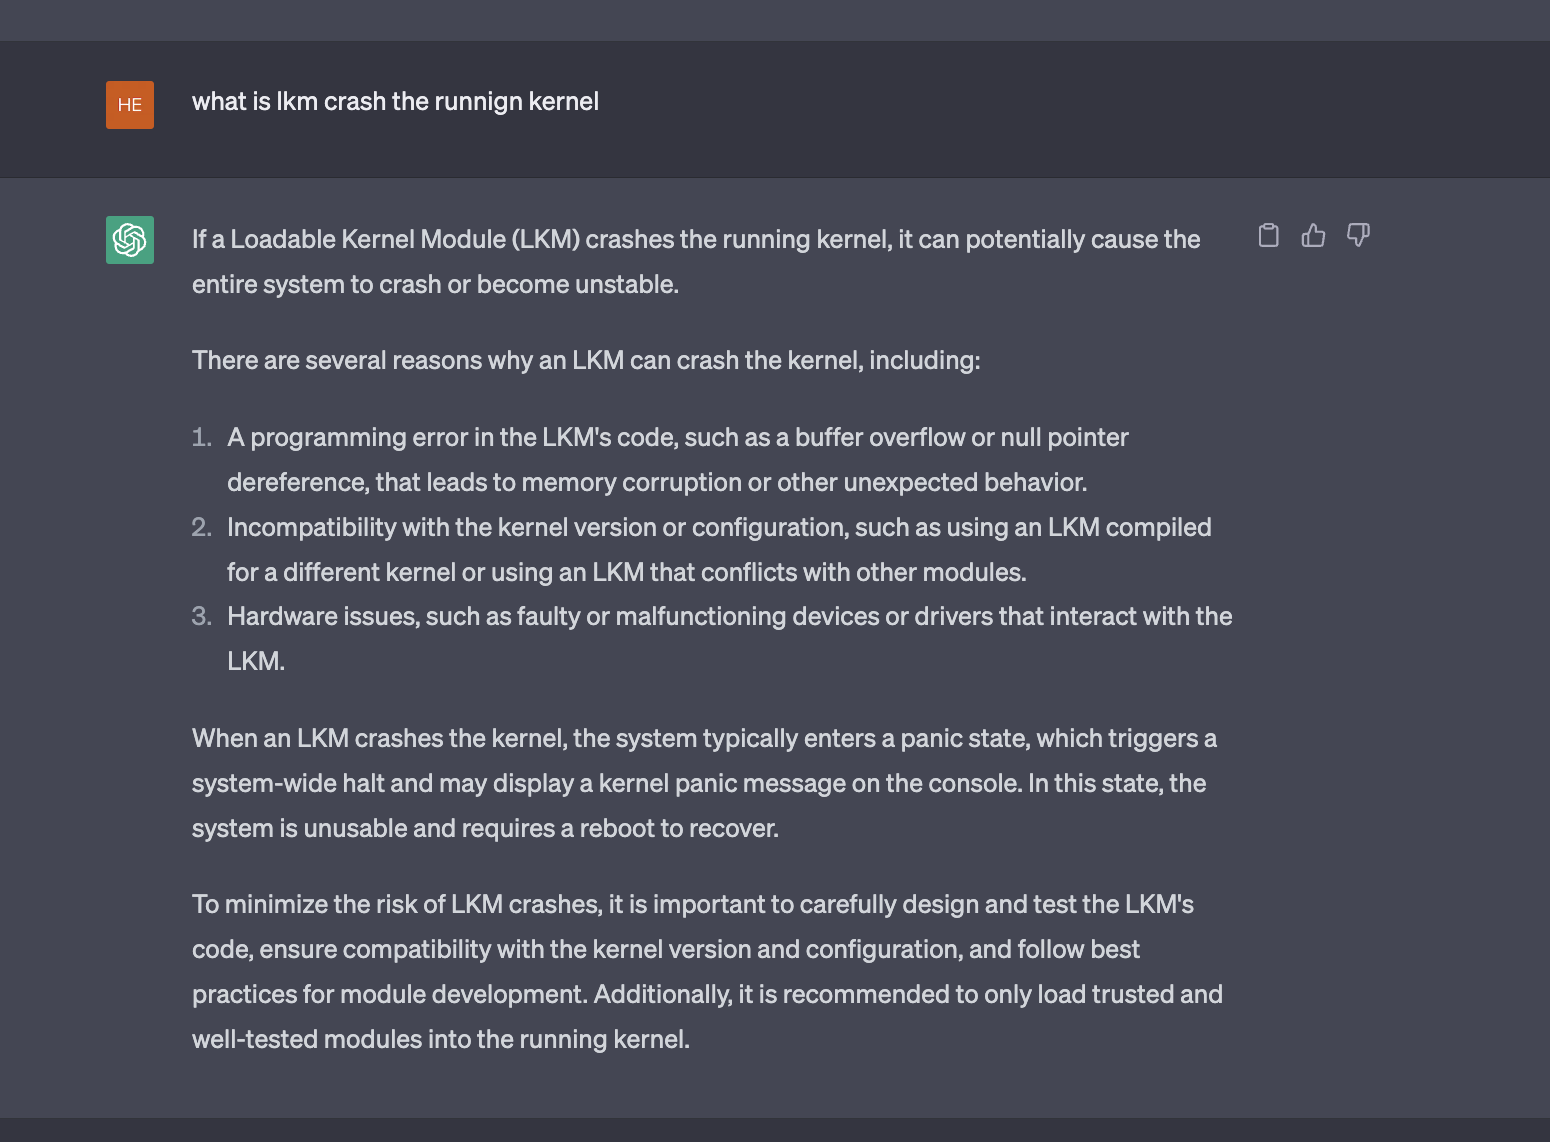 HE
what is lkm crash the runnign kernel
If a Loadable Kernel Module (LKM) crashes the running kernel, it can potentially cause the
entire system to crash or become unstable.
There are several reasons why an LKM can crash the kernel, including:
1. A programming error in the LKM's code, such as a buffer overflow or null pointer
dereference, that leads to memory corruption or other unexpected behavior.
2. Incompatibility with the kernel version or configuration, such as using an LKM compiled
for a different kernel or using an LKM that conflicts with other modules.
3. Hardware issues, such as faulty or malfunctioning devices or drivers that interact with the
LKM.
When an LKM crashes the kernel, the system typically enters a panic state, which triggers a
system-wide halt and may display a kernel panic message on the console. In this state, the
system is unusable and requires a reboot to recover.
To minimize the risk of LKM crashes, it is important to carefully design and test the LKM's
code, ensure compatibility with the kernel version and configuration, and follow best
practices for module development. Additionally, it is recommended to only load trusted and
well-tested modules into the running kernel.